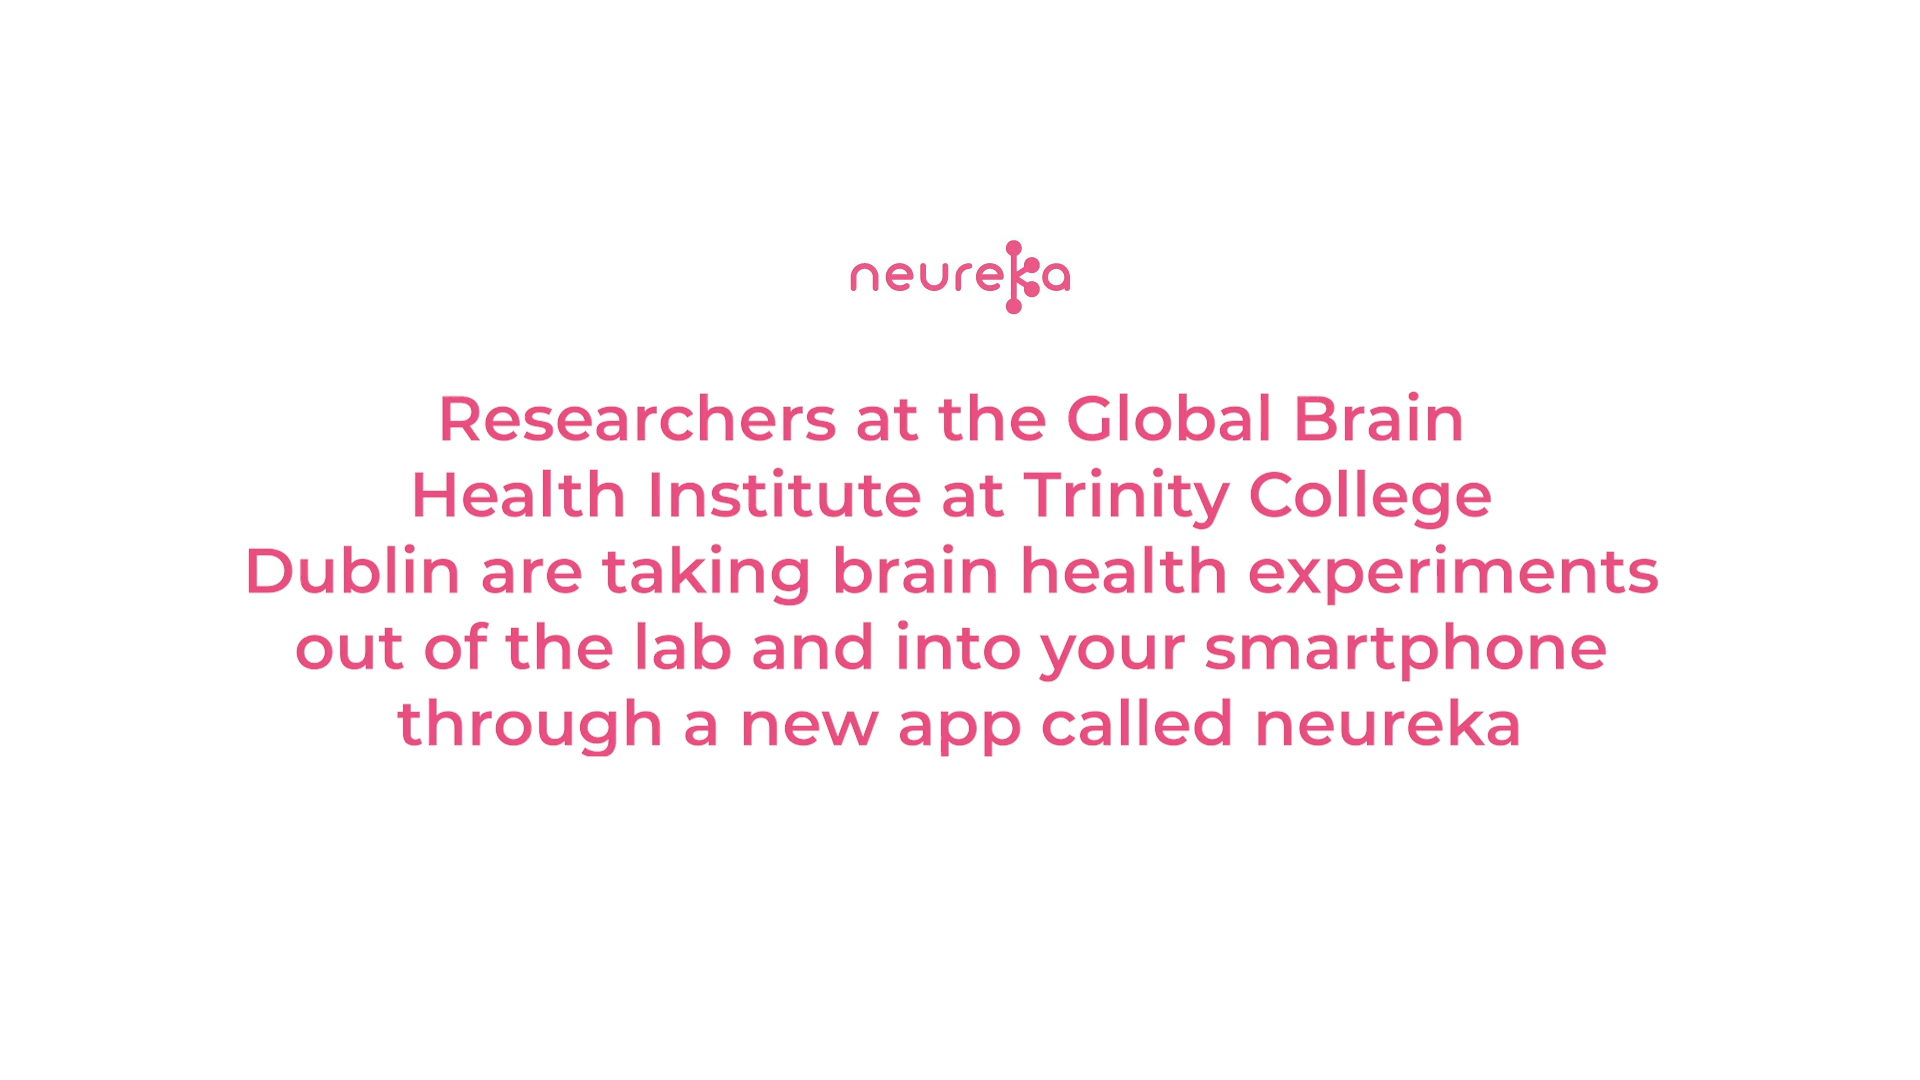 neureka
Researchers at the Global Brain
Health Institute at Trinity College
Dublin are taking brain health experiments
out of the lab and into your smartphone
through a new app called neureka